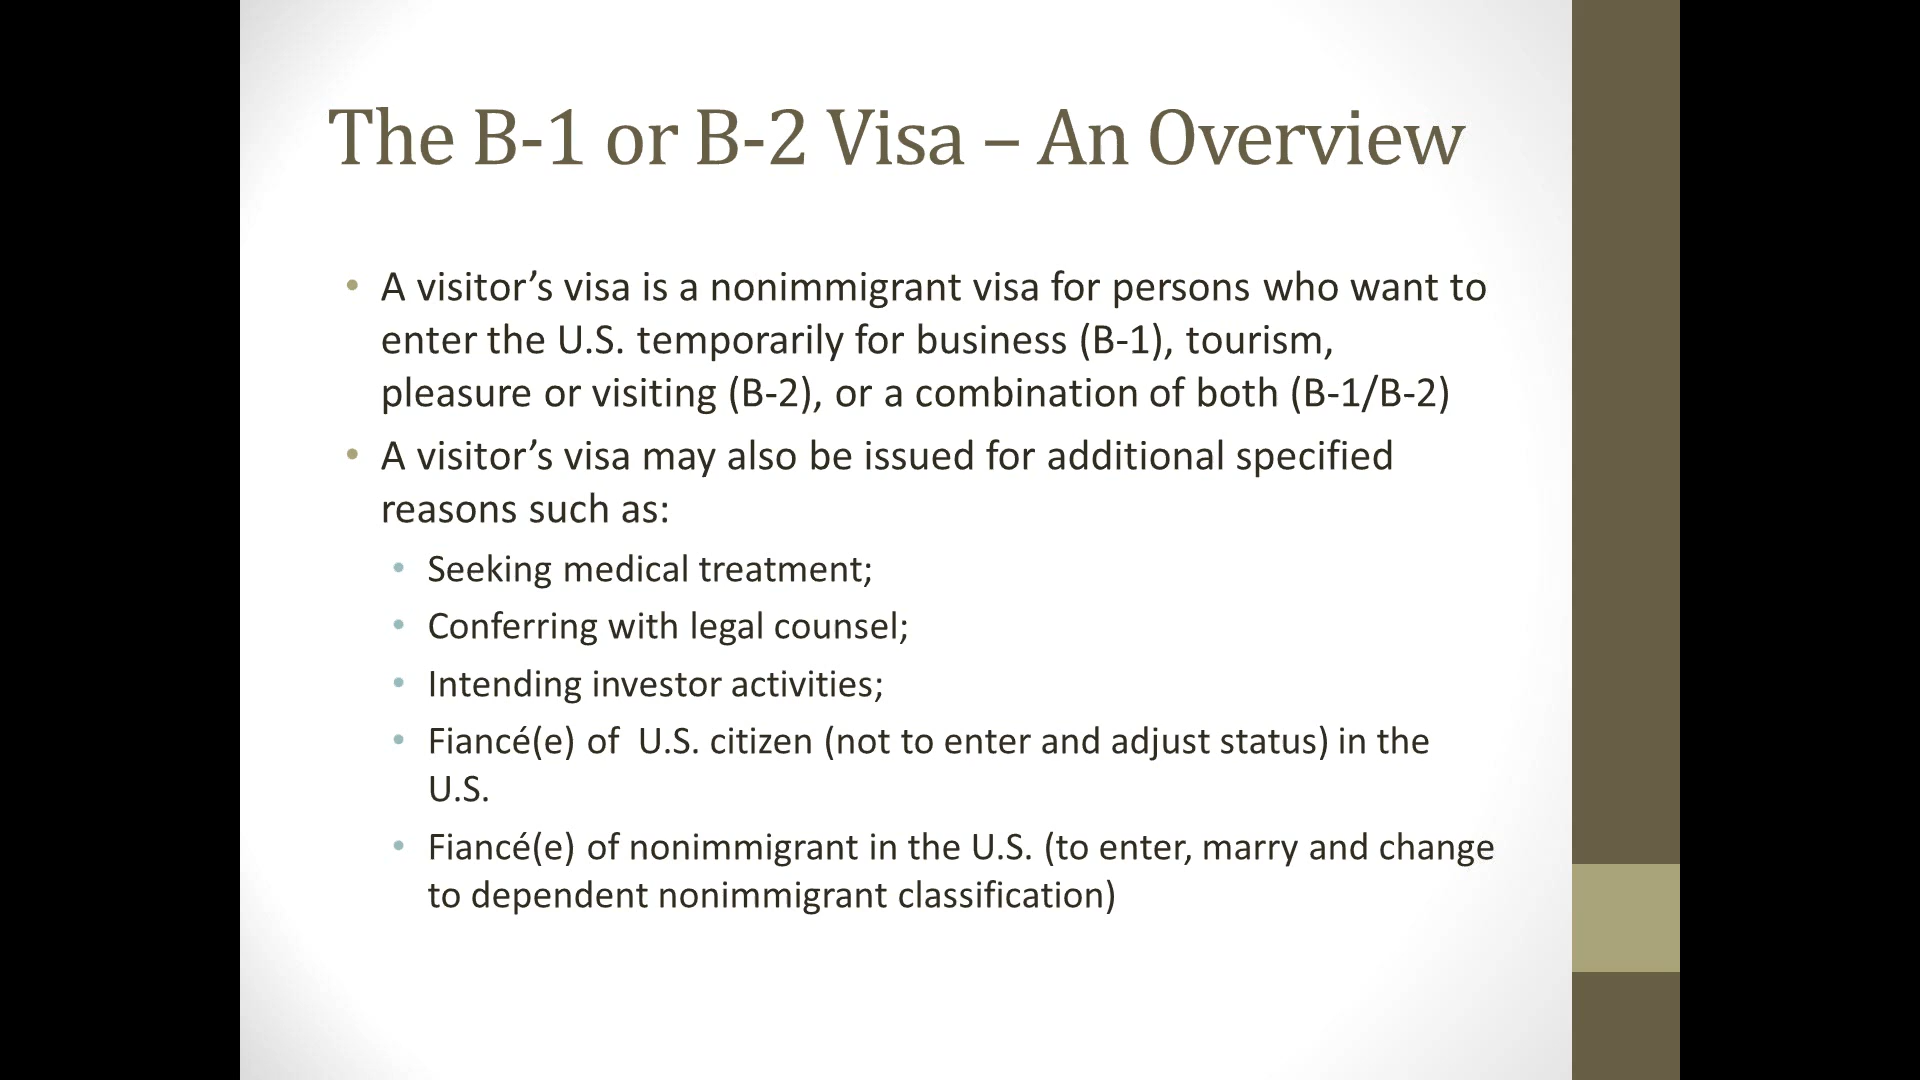 The B-1 or B-2 Visa – An Overview
• A visitor’s visa is a nonimmigrant visa for persons who want to
enter the U.S. temporarily for business (B-1), tourism,
pleasure or visiting (B-2), or a combination of both (B-1/B-2)
• A visitor’s visa may also be issued for additional specified
reasons such as:
• Seeking medical treatment;
• Conferring with legal counsel;
• Intending investor activities;
• Fiancé(e) of  U.S. citizen (not to enter and adjust status) in the
U.S.
• Fiancé(e) of nonimmigrant in the U.S. (to enter, marry and change
to dependent nonimmigrant classification)